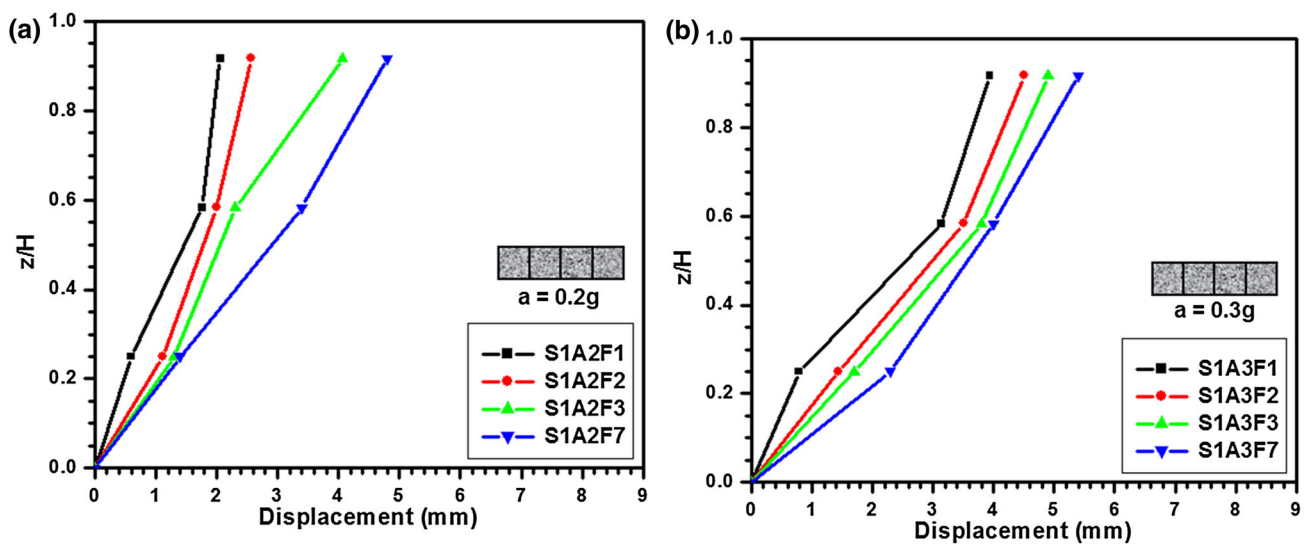 (a)
1.0
0.8
0.6
0.4
0.2
0.0
z/H
0 1 2 3 4 5 6 7 8 9
Displacement (mm)
a = 0.2g
S1A2F1
S1A2F2
S1A2F3
S1A2F7
(b)
1.0
0.8
0.6
0.4
0.2
0.0
z/H
0 1 2 3 4 5 6 7 8 9
Displacement (mm)
a = 0.3g
S1A3F1
S1A3F2
S1A3F3
S1A3F7